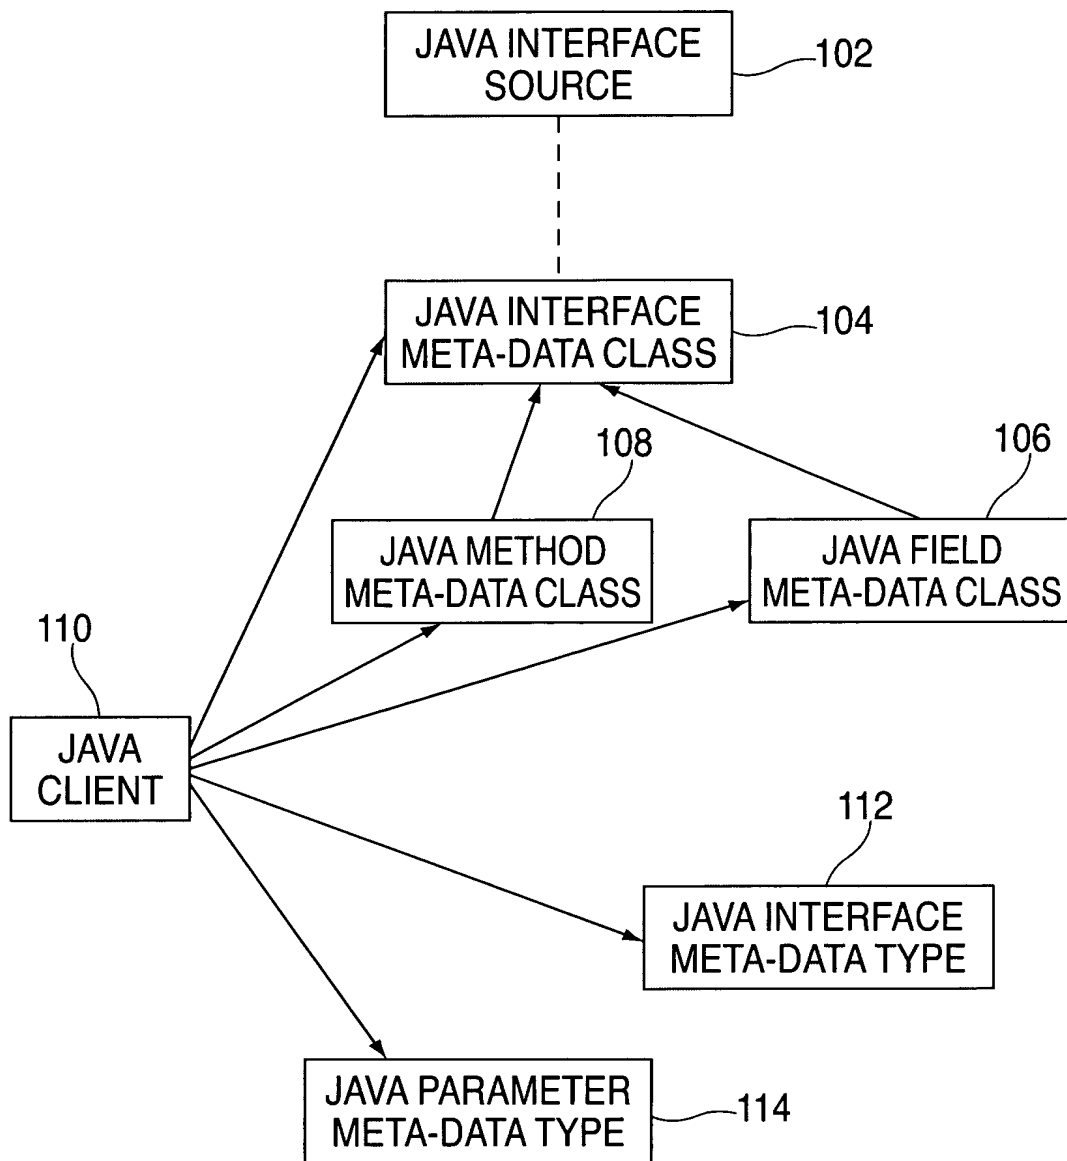 JAVA INTERFACE
SOURCE
102
JAVA INTERFACE
META-DATA CLASS
104
108
106
JAVA METHOD
META-DATA CLASS
JAVA FIELD
META-DATA CLASS
110
JAVA
CLIENT
112
JAVA INTERFACE
META-DATA TYPE
JAVA PARAMETER
META-DATA TYPE
114